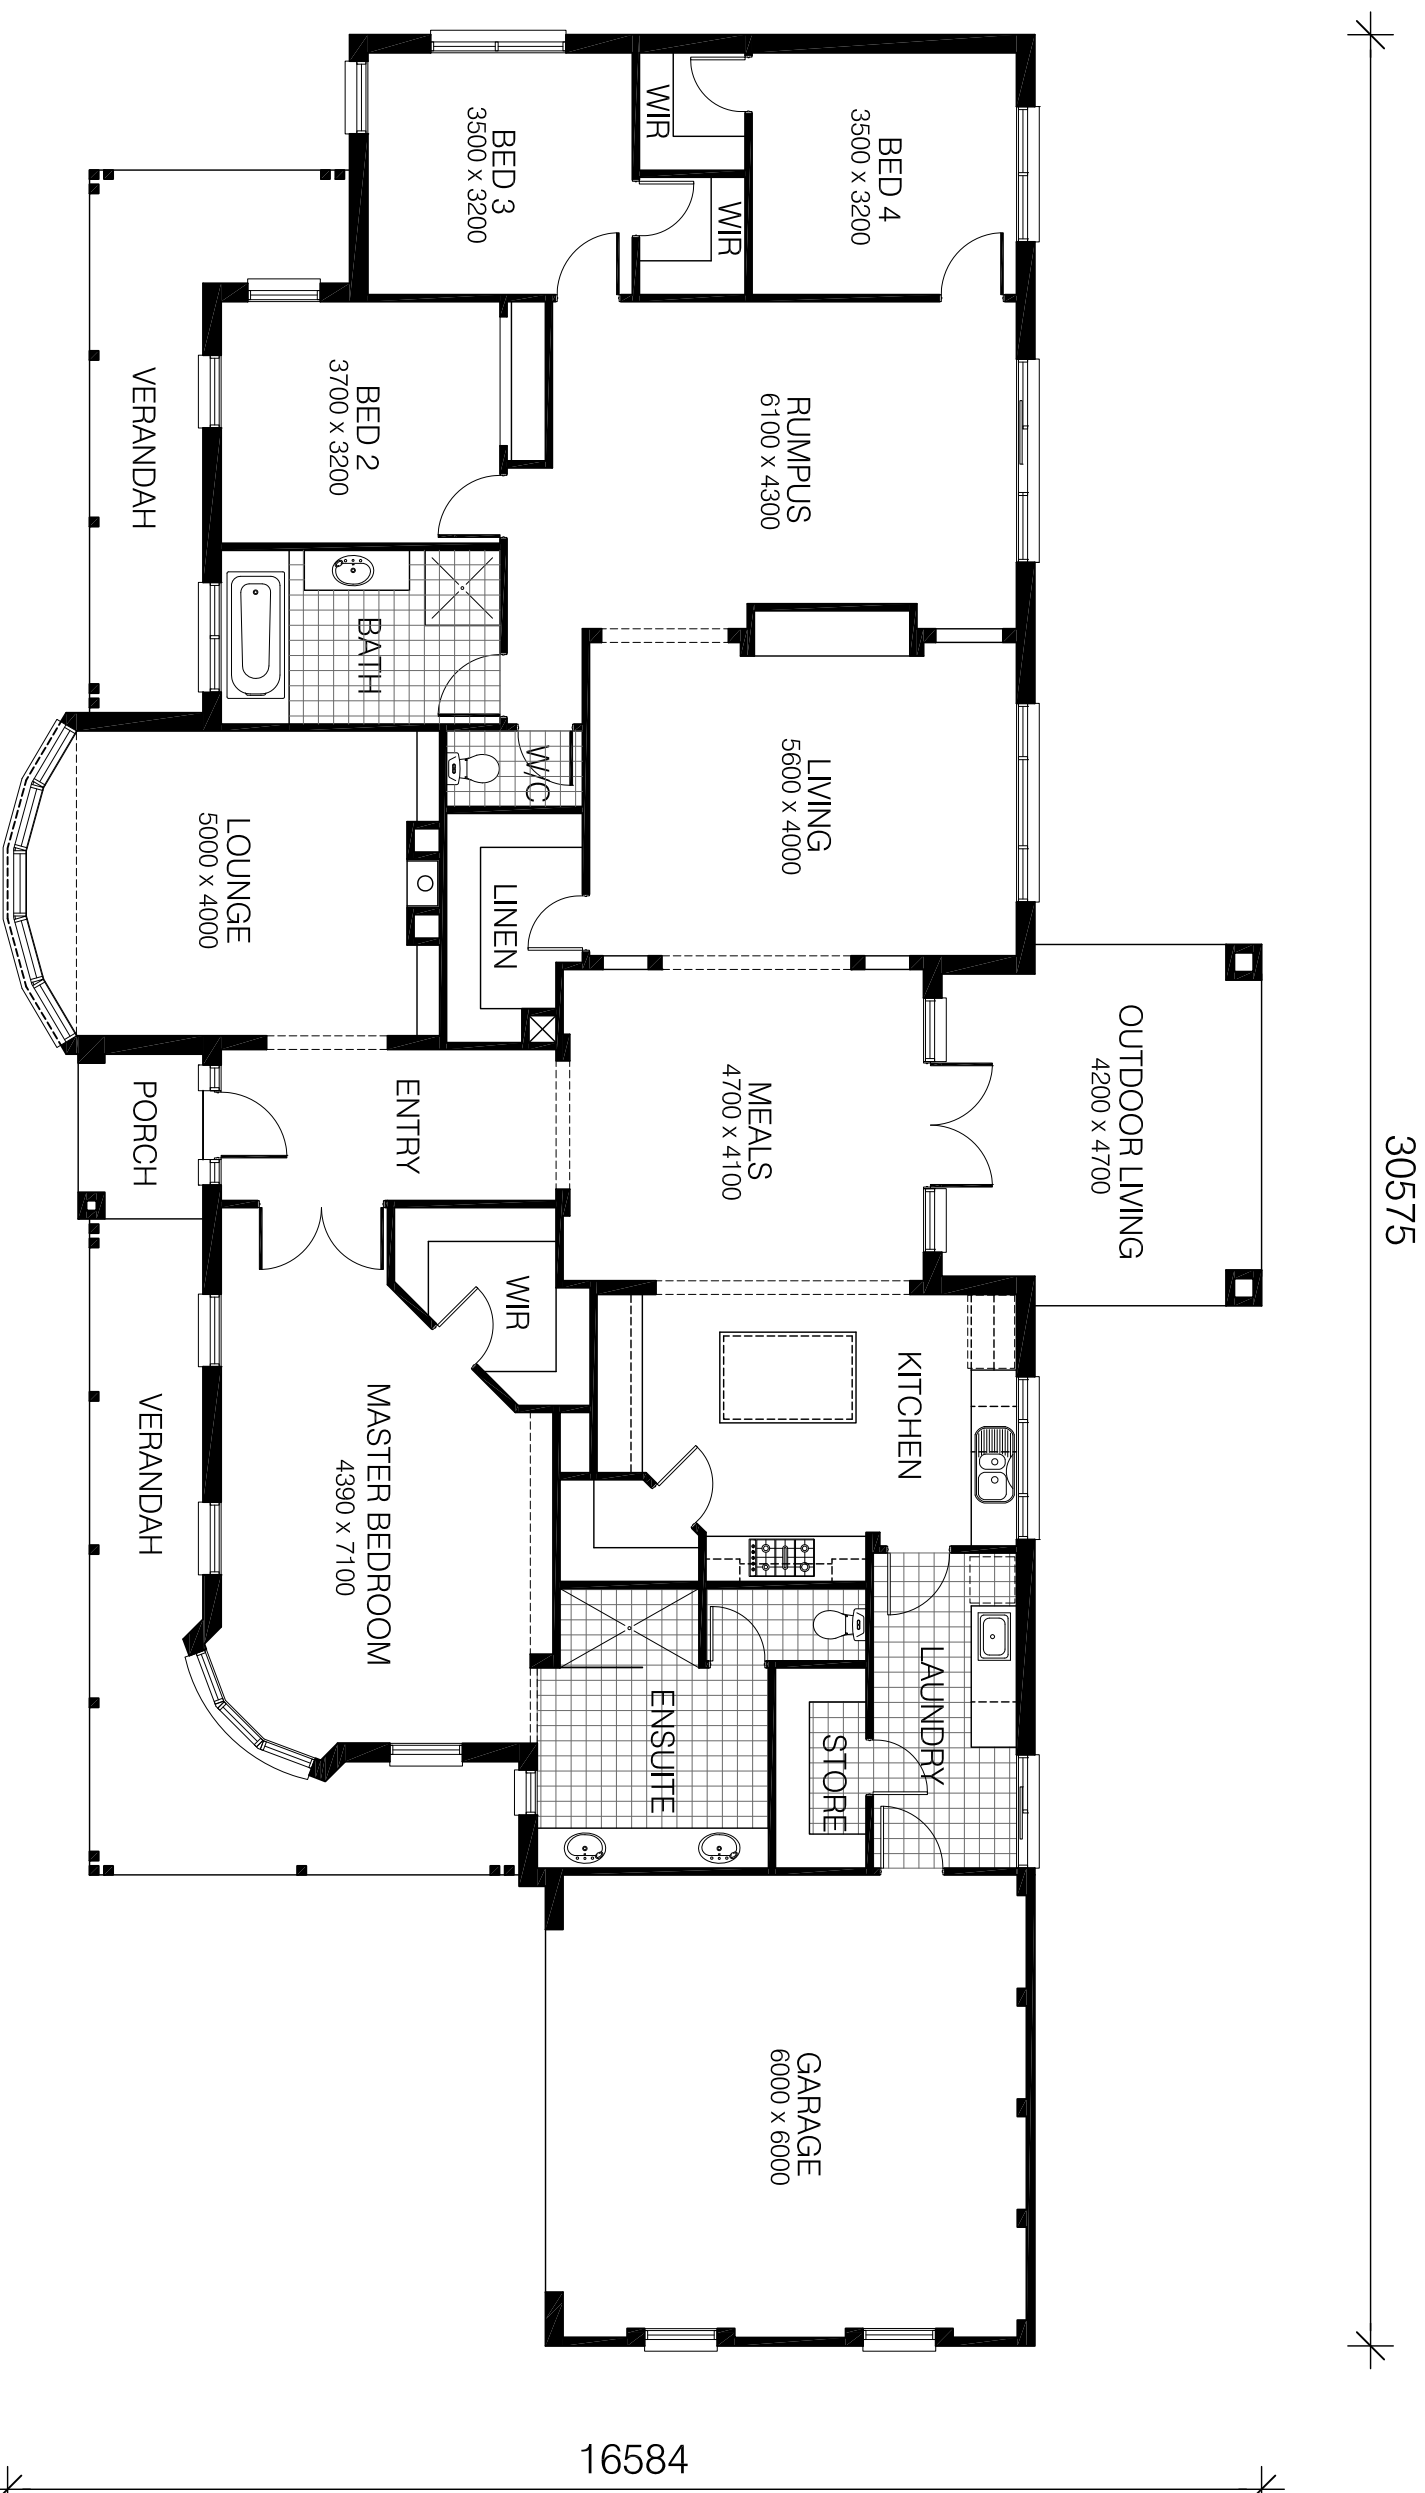 30575
16584
OUTDOOR LIVING
4200 x 4700
BED 4
3500 x 3200
WIR
WIR
BED 3
3500 x 3200
RUMPUS
6100 x 4300
LIVING
5600 x 4000
MEALS
4700 x 4100
KITCHEN
LAUNDRY
STORE
ENSUITE
GARAGE
6000 x 6000
BED 2
3700 x 3200
BATH
W/C
LINEN
LOUNGE
5000 x 4000
ENTRY
PORCH
WIR
MASTER BEDROOM
4390 x 7100
VERANDAH
VERANDAH